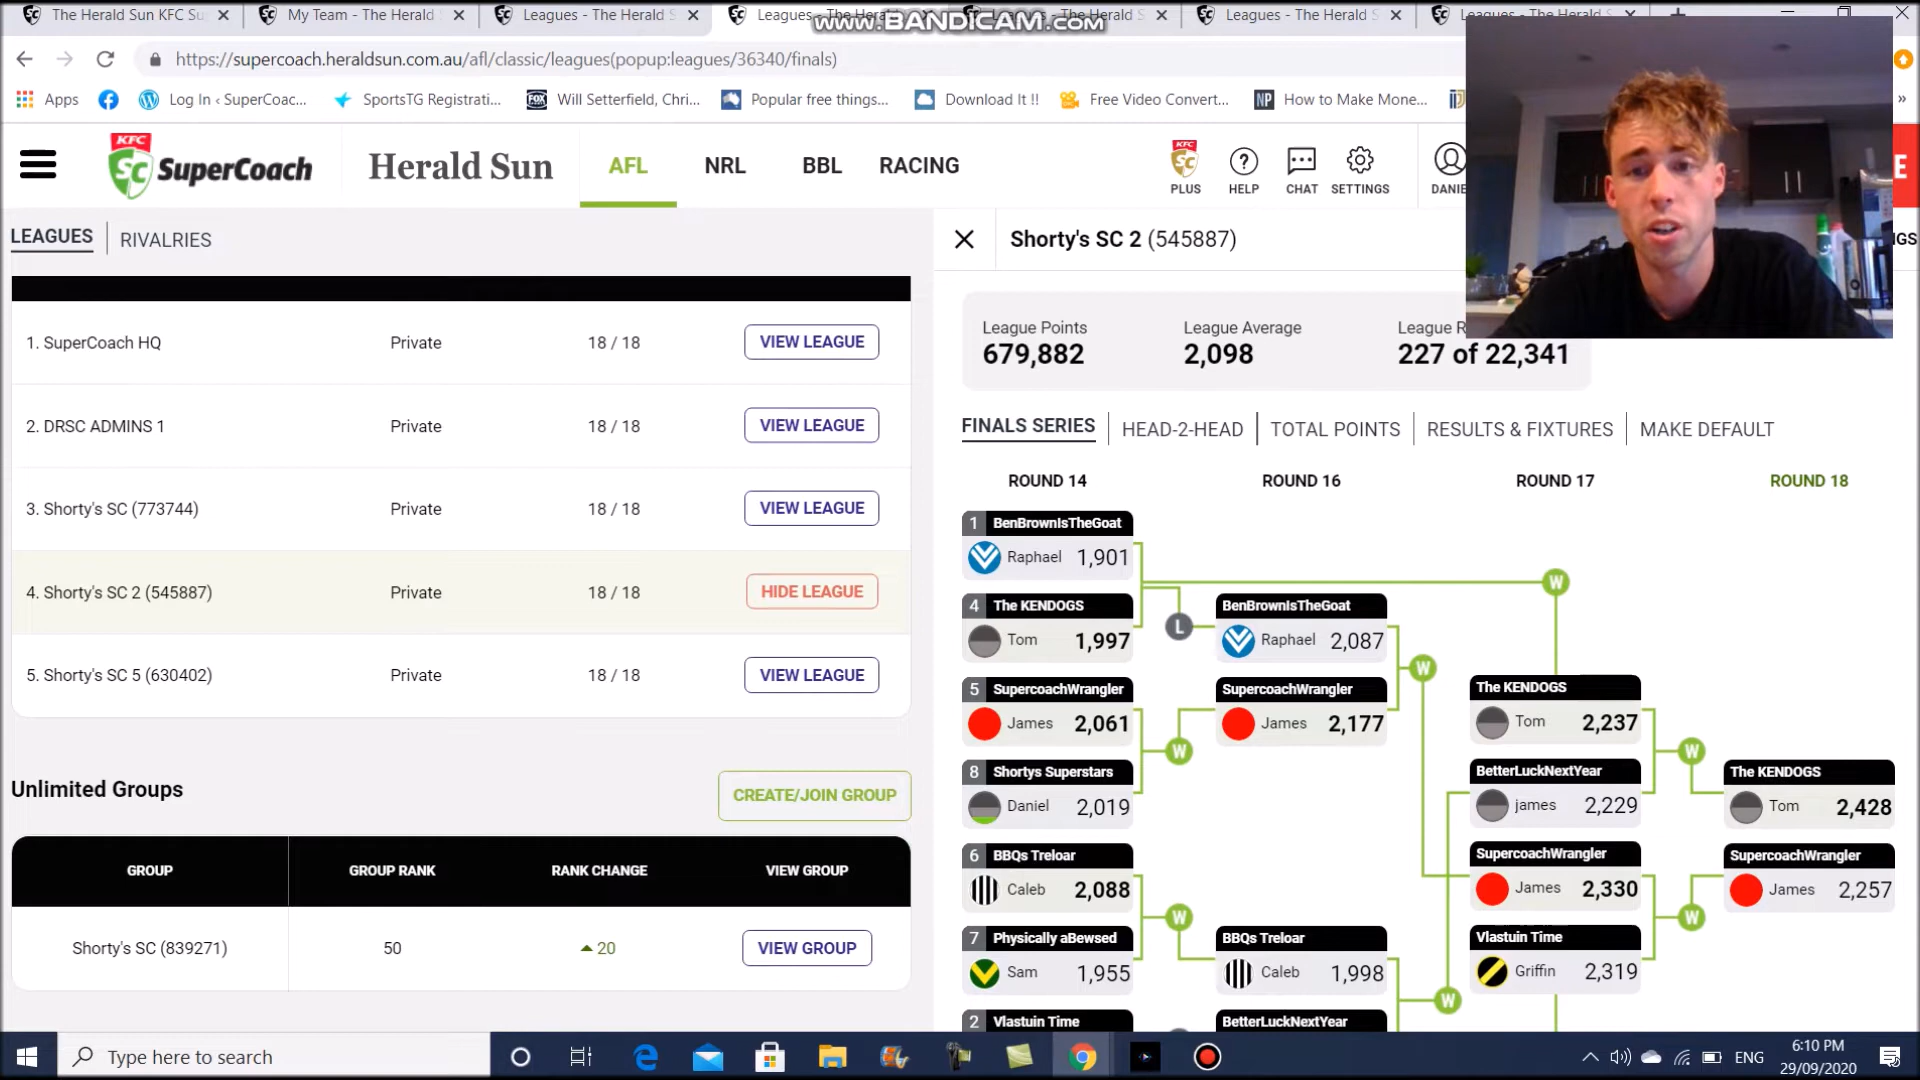 The Herald Sun KFC Su
My Team - The Herald
Leagues - The Herald S
Leagues - The Herald S
Leagues - The Herald S
www.BANDICAM.com
https://supercoach.heraldsun.com.au/afl/classic/leagues(popup:leagues/36340/finals)
Apps
Log In ‹ SuperCoac...
SportsTG Registrati...
Will Setterfield, Chri...
Popular free things...
Download It !!
Free Video Convert...
How to Make Mone...
»
KFC SC SuperCoach
Herald Sun
AFL
NRL
BBL
RACING
PLUS
HELP
CHAT
SETTINGS
DANIE
LEAGUES
RIVALRIES
1. SuperCoach HQ Private 18 / 18 VIEW LEAGUE
2. DRSC ADMINS 1 Private 18 / 18 VIEW LEAGUE
3. Shorty's SC (773744) Private 18 / 18 VIEW LEAGUE
4. Shorty's SC 2 (545887) Private 18 / 18 HIDE LEAGUE
5. Shorty's SC 5 (630402) Private 18 / 18 VIEW LEAGUE
Unlimited Groups
CREATE/JOIN GROUP
GROUP GROUP RANK RANK CHANGE VIEW GROUP
Shorty's SC (839271) 50 20 VIEW GROUP
Shorty's SC 2 (545887)
League Points League Average League R
679,882 2,098 227 of 22,341
FINALS SERIES HEAD-2-HEAD TOTAL POINTS RESULTS & FIXTURES MAKE DEFAULT
ROUND 14 ROUND 16 ROUND 17 ROUND 18
1 BenBrownIsTheGoat
Raphael 1,901
4 The KENDOGS
Tom 1,997
5 SupercoachWrangler
James 2,061
8 Shortys Superstars
Daniel 2,019
6 BBQs Treloar
Caleb 2,088
7 Physically aBewsed
Sam 1,955
2 Vlastuin Time
L
W
W
BenBrownIsTheGoat
Raphael 2,087
SupercoachWrangler
James 2,177
BBQs Treloar
Caleb 1,998
BetterLuckNextYear
W
W
W
The KENDOGS
Tom 2,237
BetterLuckNextYear
james 2,229
SupercoachWrangler
James 2,330
Vlastuin Time
Griffin 2,319
W
W
The KENDOGS
Tom 2,428
SupercoachWrangler
James 2,257
Type here to search
ENG
6:10 PM
29/09/2020